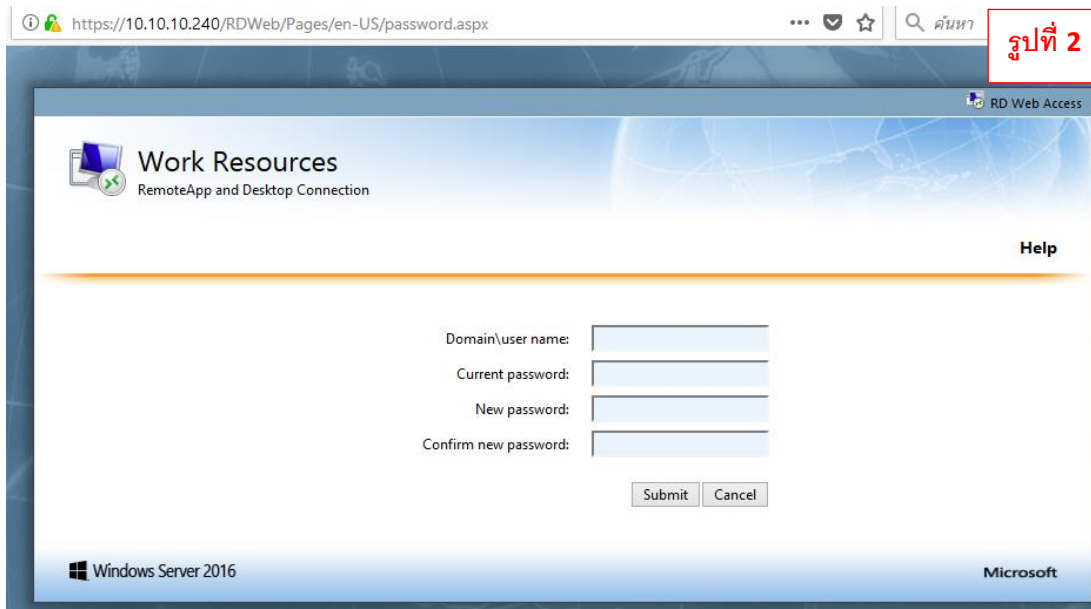 https://10.10.10.240/RDWeb/Pages/en-US/password.aspx
ค้นหา
รูปที่ 2
RD Web Access
Work Resources
RemoteApp and Desktop Connection
Help
Domain\user name:
Current password:
New password:
Confirm new password:
Submit Cancel
Windows Server 2016
Microsoft